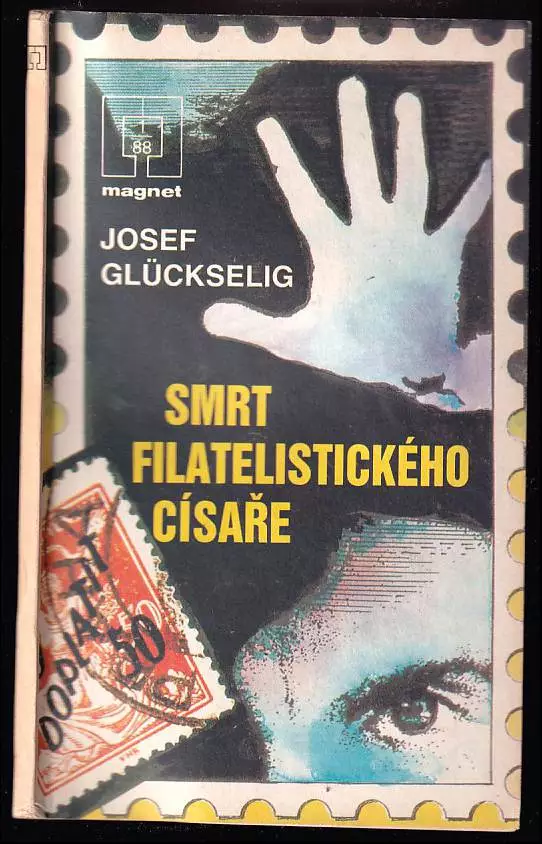 1
88
magnet
JOSEF
GLÜCKSELIG
SMRT
FILATELISTICKÉHO
CÍSAŘE
DOPLATIT
50